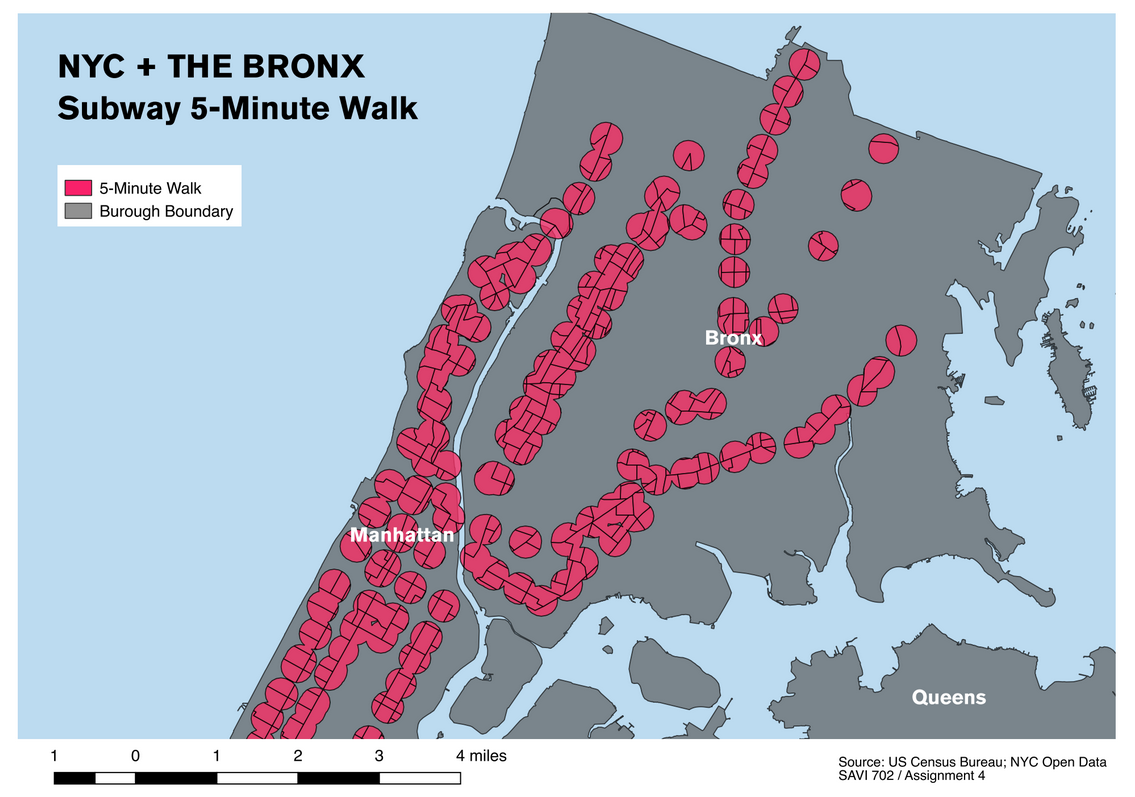 NYC + THE BRONX
Subway 5-Minute Walk
5-Minute Walk
Burough Boundary
Bronx
Manhattan
Queens
1 0 1 2 3 4 miles
Source: US Census Bureau; NYC Open Data
SAVI 702 / Assignment 4